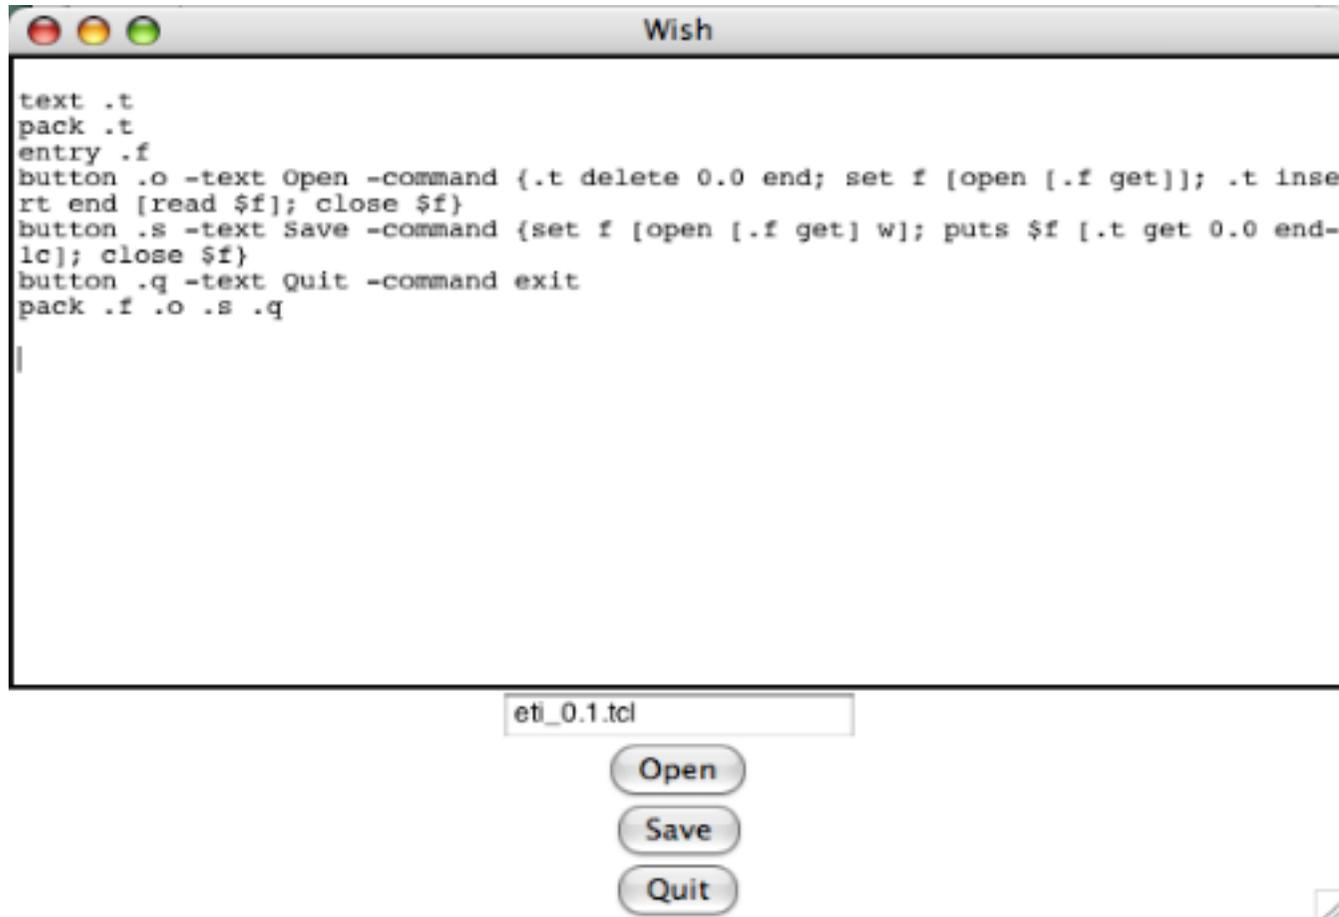 Wish
text .t
pack .t
entry .f
button .o -text Open -command {.t delete 0.0 end; set f [open [.f get]]; .t inse
rt end [read $f]; close $f}
button .s -text Save -command {set f [open [.f get] w]; puts $f [.t get 0.0 end-
1c]; close $f}
button .q -text Quit -command exit
pack .f .o .s .q
eti_0.1.tcl
Open
Save
Quit